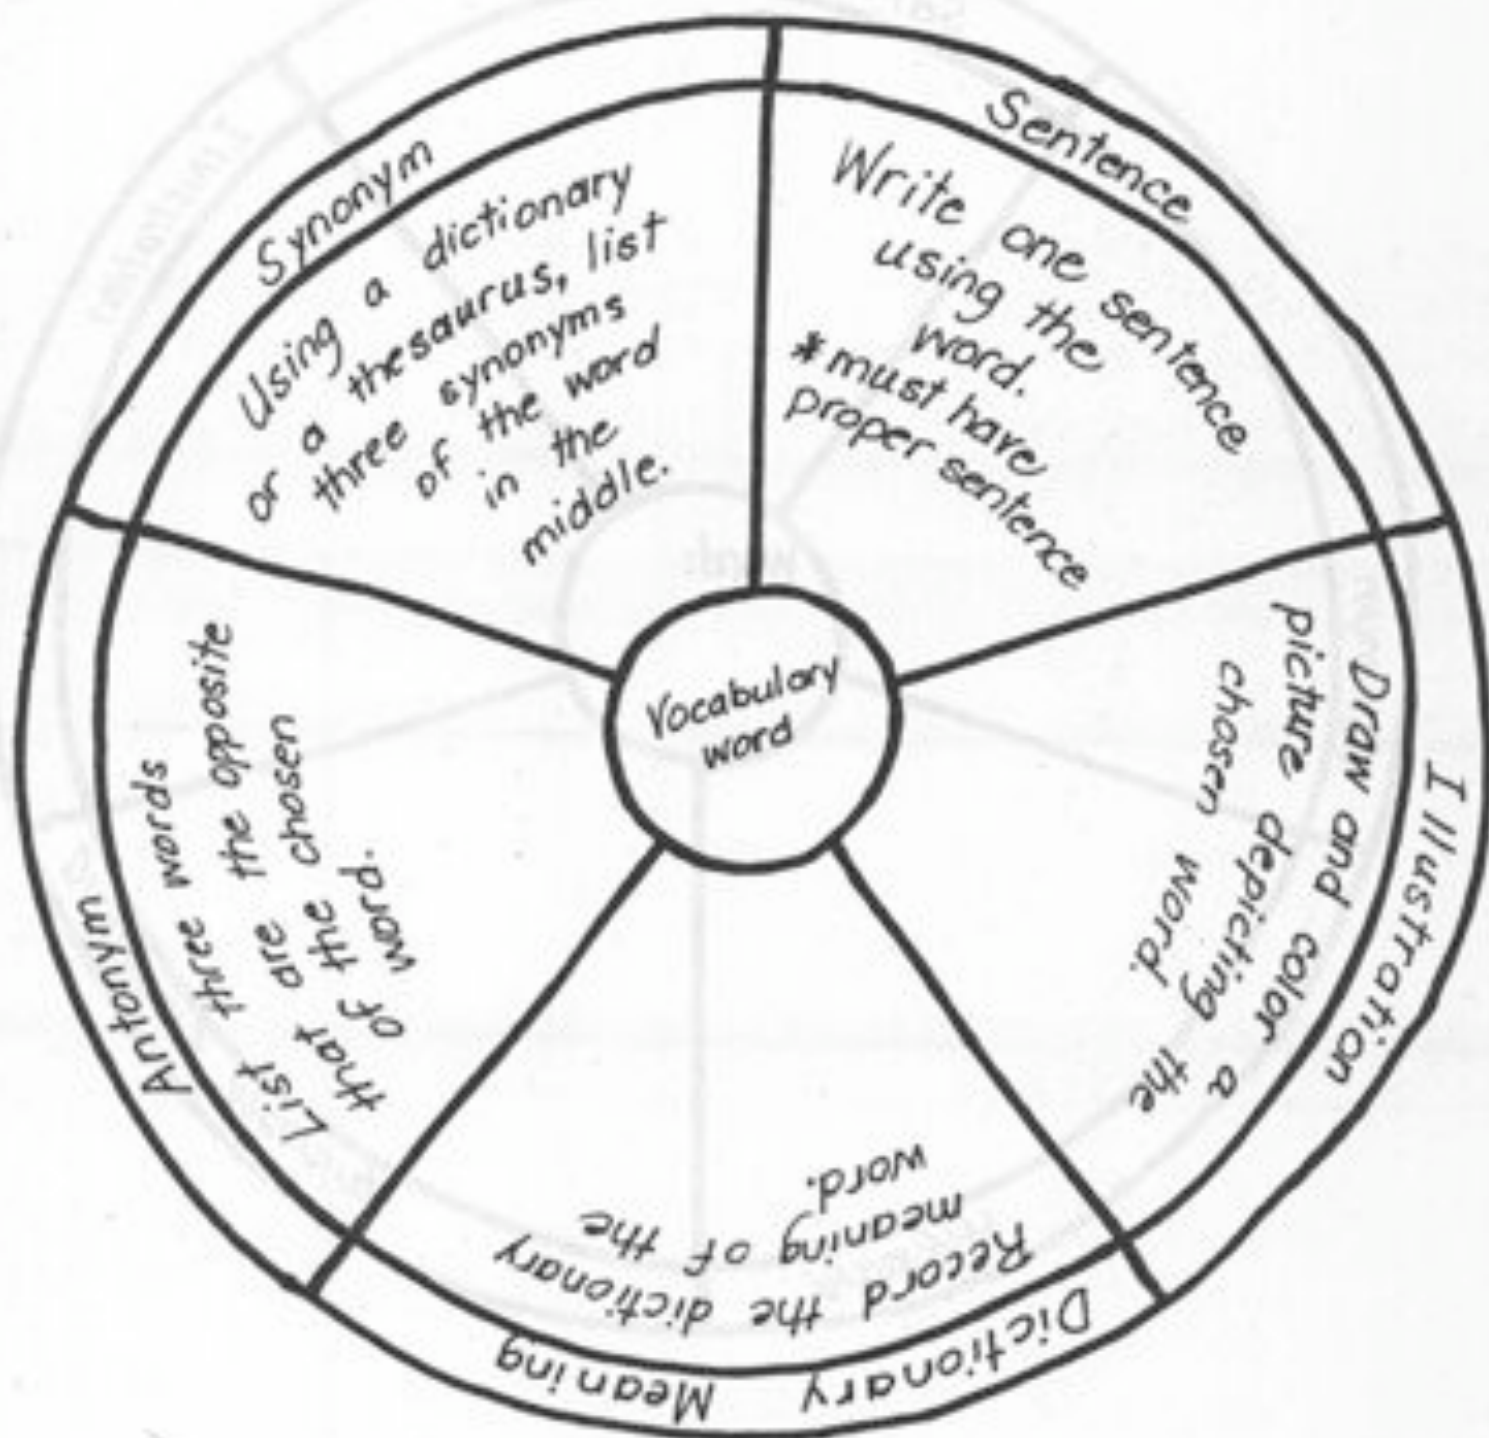 Synonym
Using a dictionary
or a thesaurus, list
three synonyms
of the word
in the
middle.
Sentence
Write one sentence
using the
word.
* must have
proper sentence
Illustration
Draw and color a
picture depicting the
chosen word.
Dictionary Meaning
Record the dictionary
meaning of the
word.
Antonym
List three words
that are the opposite
of the chosen
word.
Vocabulary
word